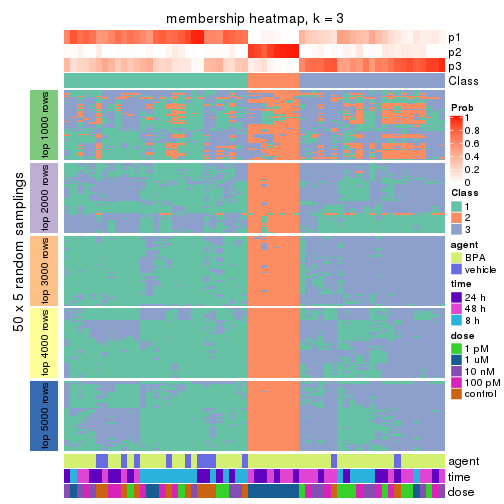 membership heatmap, k = 3
p1
p2
p3
Class
50 x 5 random samplings
top 1000 rows
top 2000 rows
top 3000 rows
top 4000 rows
top 5000 rows
agent
time
dose
Prob
1
0.8
0.6
0.4
0.2
0
Class
1
2
3
agent
BPA
vehicle
time
24 h
48 h
8 h
dose
1 pM
1 uM
10 nM
100 pM
control